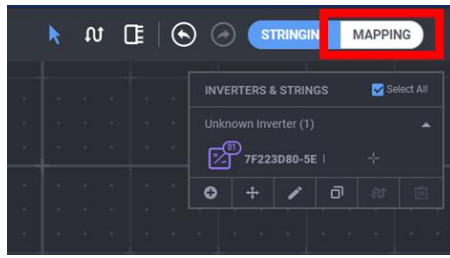 STRINGIN MAPPING
INVERTERS & STRINGS Select All
Unknown Inverter (1)
01
7F223D80-5E